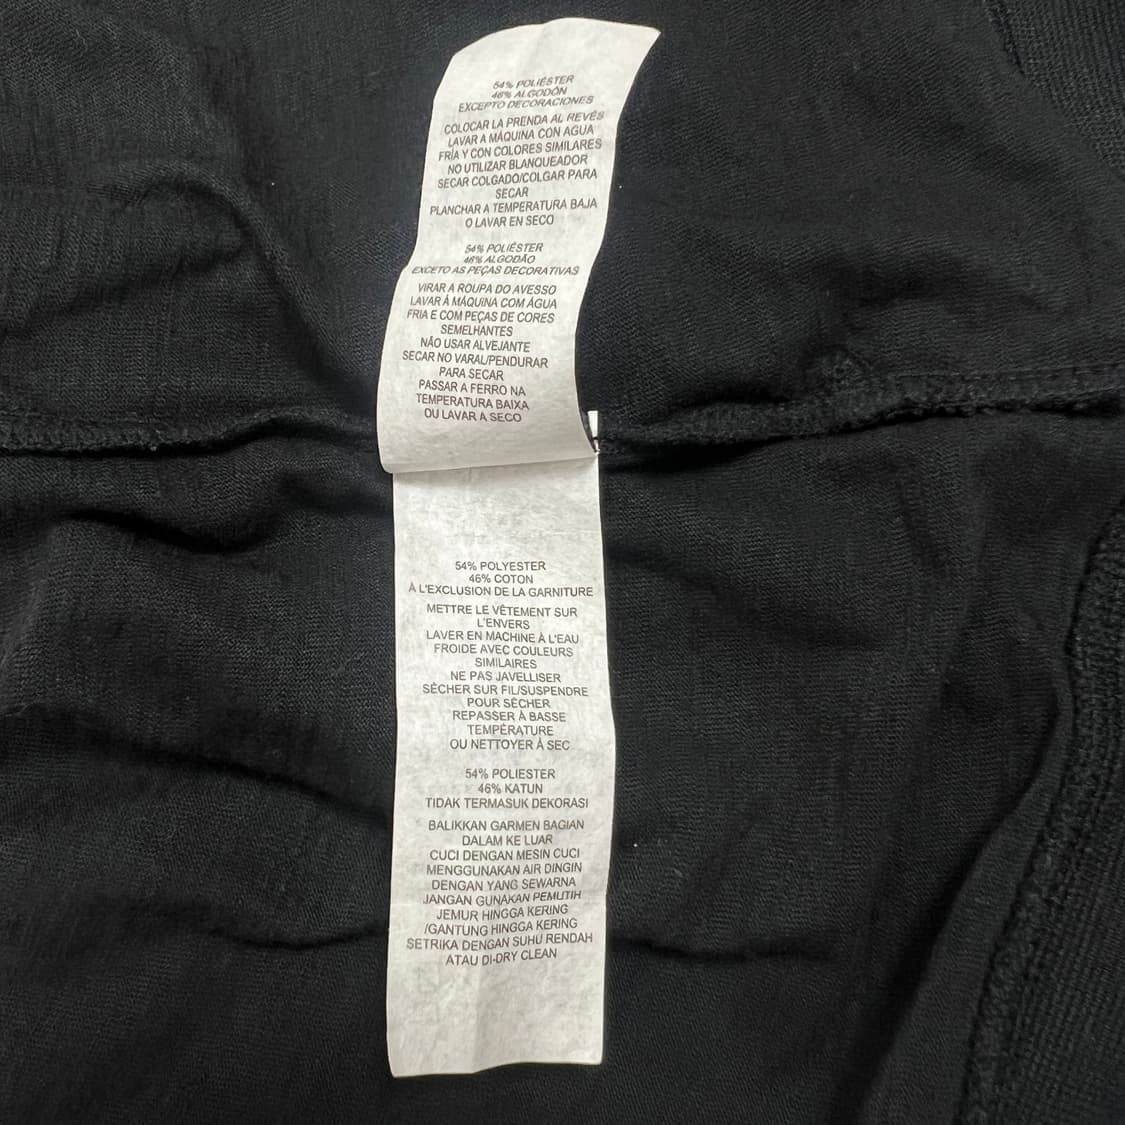 54% POLIÉSTER
46% ALGODÓN
EXCEPTO DECORACIONES
COLOCAR LA PRENDA AL REVÉS
LAVAR A MÁQUINA CON AGUA
FRÍA Y CON COLORES SIMILARES
NO UTILIZAR BLANQUEADOR
SECAR COLGADO/COLGAR PARA
SECAR
PLANCHAR A TEMPERATURA BAJA
O LAVAR EN SECO
54% POLIÉSTER
46% ALGODÃO
EXCETO AS PEÇAS DECORATIVAS
VIRAR A ROUPA DO AVESSO
LAVAR À MÁQUINA COM ÁGUA
FRIA E COM PEÇAS DE CORES
SEMELHANTES
NÃO USAR ALVEJANTE
SECAR NO VARAL/PENDURAR
PARA SECAR
PASSAR A FERRO NA
TEMPERATURA BAIXA
OU LAVAR A SECO
54% POLYESTER
46% COTON
À L'EXCLUSION DE LA GARNITURE
METTRE LE VÊTEMENT SUR
L'ENVERS
LAVER EN MACHINE À L'EAU
FROIDE AVEC COULEURS
SIMILAIRES
NE PAS JAVELLISER
SÉCHER SUR FIL/SUSPENDRE
POUR SÉCHER
REPASSER À BASSE
TEMPÉRATURE
OU NETTOYER À SEC
54% POLIESTER
46% KATUN
TIDAK TERMASUK DEKORASI
BALIKKAN GARMEN BAGIAN
DALAM KE LUAR
CUCI DENGAN MESIN CUCI
MENGGUNAKAN AIR DINGIN
DENGAN YANG SEWARNA
JANGAN GUNAKAN PEMUTIH
JEMUR HINGGA KERING
/GANTUNG HINGGA KERING
SETRIKA DENGAN SUHU RENDAH
ATAU DI-DRY CLEAN